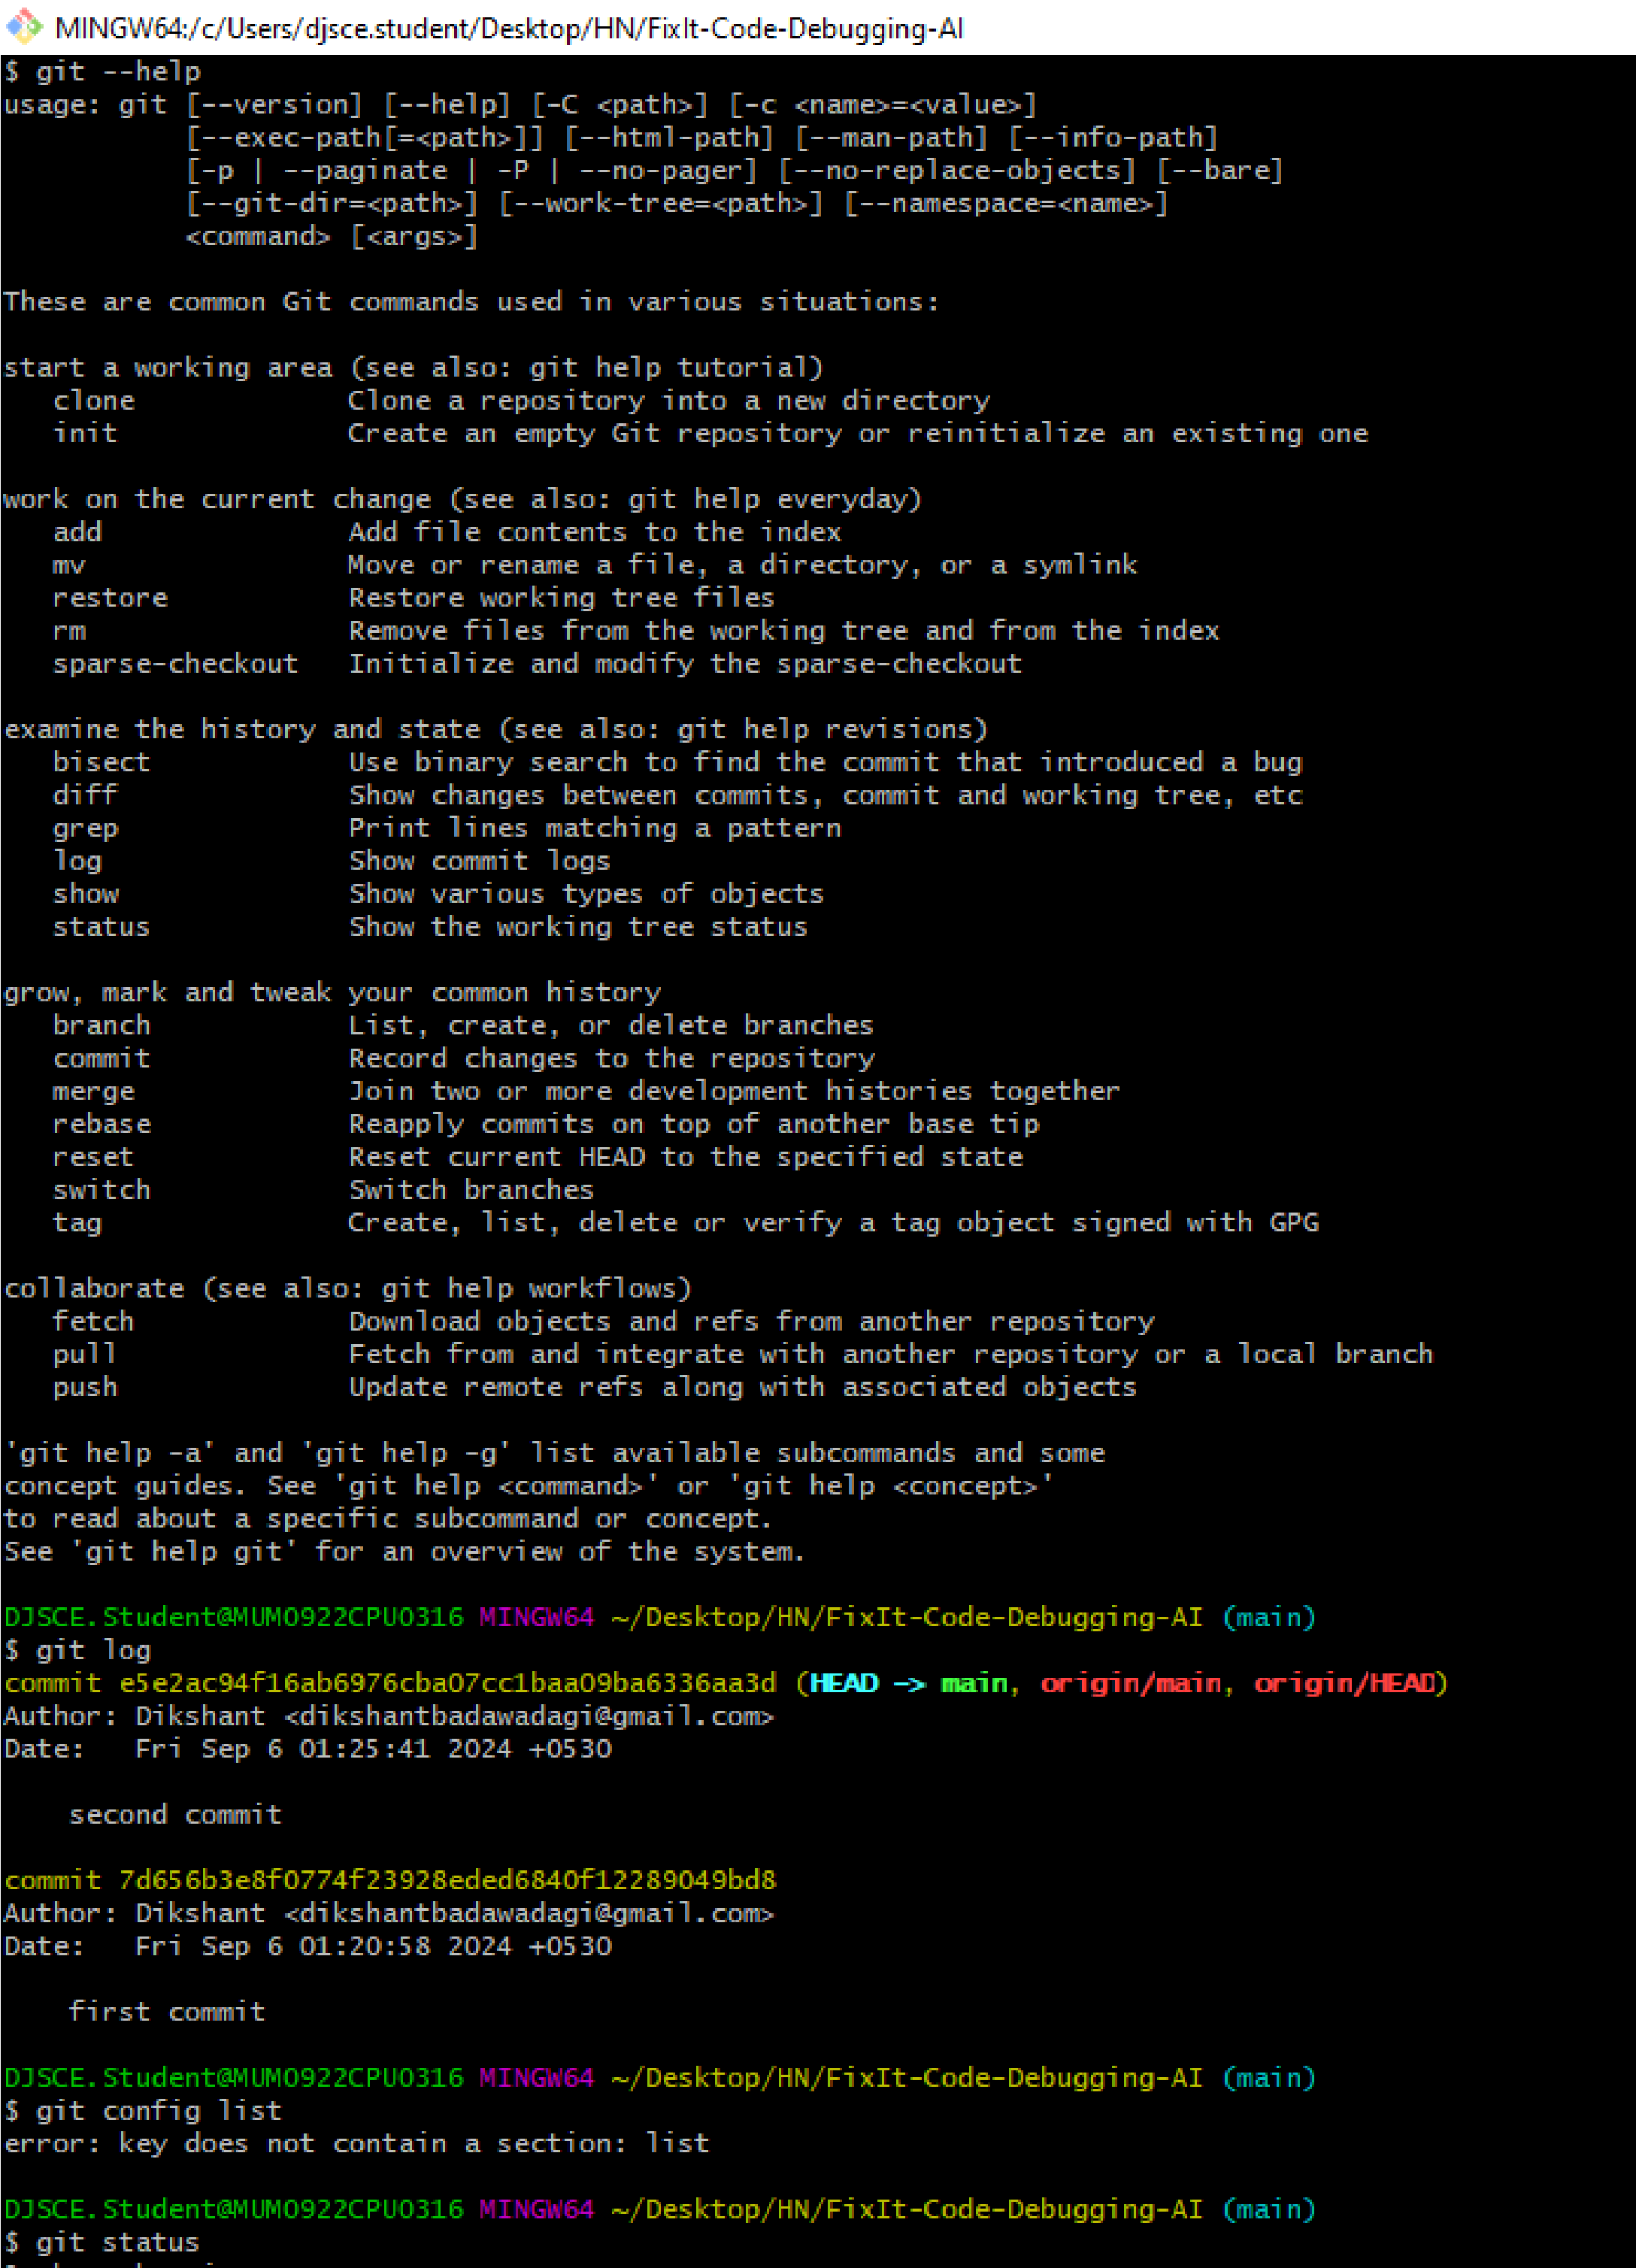 MINGW64:/c/Users/djsce.student/Desktop/HN/FixIt-Code-Debugging-AI
$ git --help
usage: git [--version] [--help] [-C <path>] [-c <name>=<value>]
           [--exec-path[=<path>]] [--html-path] [--man-path] [--info-path]
           [-p | --paginate | -P | --no-pager] [--no-replace-objects] [--bare]
           [--git-dir=<path>] [--work-tree=<path>] [--namespace=<name>]
           <command> [<args>]

These are common Git commands used in various situations:

start a working area (see also: git help tutorial)
   clone             Clone a repository into a new directory
   init              Create an empty Git repository or reinitialize an existing one

work on the current change (see also: git help everyday)
   add               Add file contents to the index
   mv                Move or rename a file, a directory, or a symlink
   restore           Restore working tree files
   rm                Remove files from the working tree and from the index
   sparse-checkout   Initialize and modify the sparse-checkout

examine the history and state (see also: git help revisions)
   bisect            Use binary search to find the commit that introduced a bug
   diff              Show changes between commits, commit and working tree, etc
   grep              Print lines matching a pattern
   log               Show commit logs
   show              Show various types of objects
   status            Show the working tree status

grow, mark and tweak your common history
   branch            List, create, or delete branches
   commit            Record changes to the repository
   merge             Join two or more development histories together
   rebase            Reapply commits on top of another base tip
   reset             Reset current HEAD to the specified state
   switch            Switch branches
   tag               Create, list, delete or verify a tag object signed with GPG

collaborate (see also: git help workflows)
   fetch             Download objects and refs from another repository
   pull              Fetch from and integrate with another repository or a local branch
   push              Update remote refs along with associated objects

'git help -a' and 'git help -g' list available subcommands and some
concept guides. See 'git help <command>' or 'git help <concept>'
to read about a specific subcommand or concept.
See 'git help git' for an overview of the system.

DJSCE.Student@MUM0922CPU0316 MINGW64 ~/Desktop/HN/FixIt-Code-Debugging-AI (main)
$ git log
commit e5e2ac94f16ab6976cba07cc1baa09ba6336aa3d (HEAD -> main, origin/main, origin/HEAD)
Author: Dikshant <dikshantbadawadagi@gmail.com>
Date:   Fri Sep 6 01:25:41 2024 +0530

    second commit

commit 7d656b3e8f0774f23928eded6840f12289049bd8
Author: Dikshant <dikshantbadawadagi@gmail.com>
Date:   Fri Sep 6 01:20:58 2024 +0530

    first commit

DJSCE.Student@MUM0922CPU0316 MINGW64 ~/Desktop/HN/FixIt-Code-Debugging-AI (main)
$ git config list
error: key does not contain a section: list

DJSCE.Student@MUM0922CPU0316 MINGW64 ~/Desktop/HN/FixIt-Code-Debugging-AI (main)
$ git status